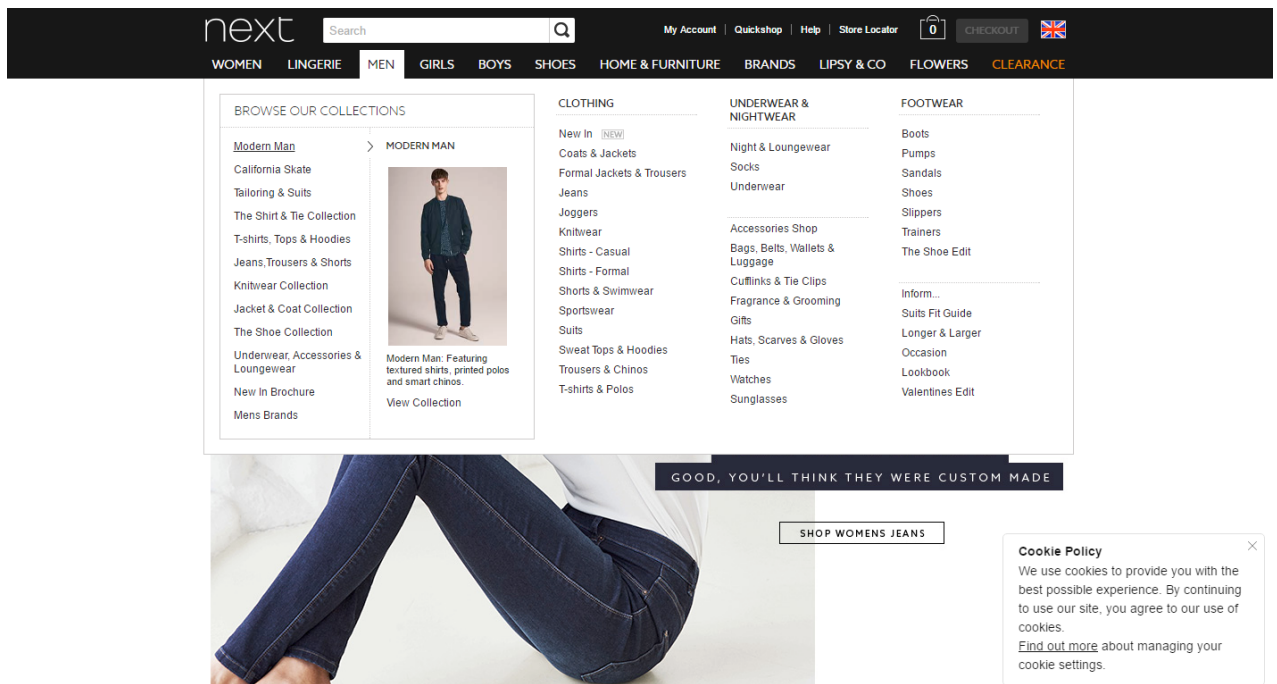 next
Search
My Account
Quickshop
Help
Store Locator
0
CHECKOUT
WOMEN
LINGERIE
MEN
GIRLS
BOYS
SHOES
HOME & FURNITURE
BRANDS
LIPSY & CO
FLOWERS
CLEARANCE
BROWSE OUR COLLECTIONS
Modern Man
California Skate
Tailoring & Suits
The Shirt & Tie Collection
T-shirts, Tops & Hoodies
Jeans,Trousers & Shorts
Knitwear Collection
Jacket & Coat Collection
The Shoe Collection
Underwear, Accessories &
Loungewear
New In Brochure
Mens Brands
MODERN MAN
Modern Man: Featuring
textured shirts, printed polos
and smart chinos.
View Collection
CLOTHING
New In NEW
Coats & Jackets
Formal Jackets & Trousers
Jeans
Joggers
Knitwear
Shirts - Casual
Shirts - Formal
Shorts & Swimwear
Sportswear
Suits
Sweat Tops & Hoodies
Trousers & Chinos
T-shirts & Polos
UNDERWEAR &
NIGHTWEAR
Night & Loungewear
Socks
Underwear
Accessories Shop
Bags, Belts, Wallets &
Luggage
Cufflinks & Tie Clips
Fragrance & Grooming
Gifts
Hats, Scarves & Gloves
Ties
Watches
Sunglasses
FOOTWEAR
Boots
Pumps
Sandals
Shoes
Slippers
Trainers
The Shoe Edit
Inform...
Suits Fit Guide
Longer & Larger
Occasion
Lookbook
Valentines Edit
GOOD, YOU'LL THINK THEY WERE CUSTOM MADE
SHOP WOMENS JEANS
Cookie Policy
We use cookies to provide you with the
best possible experience. By continuing
to use our site, you agree to our use of
cookies.
Find out more about managing your
cookie settings.